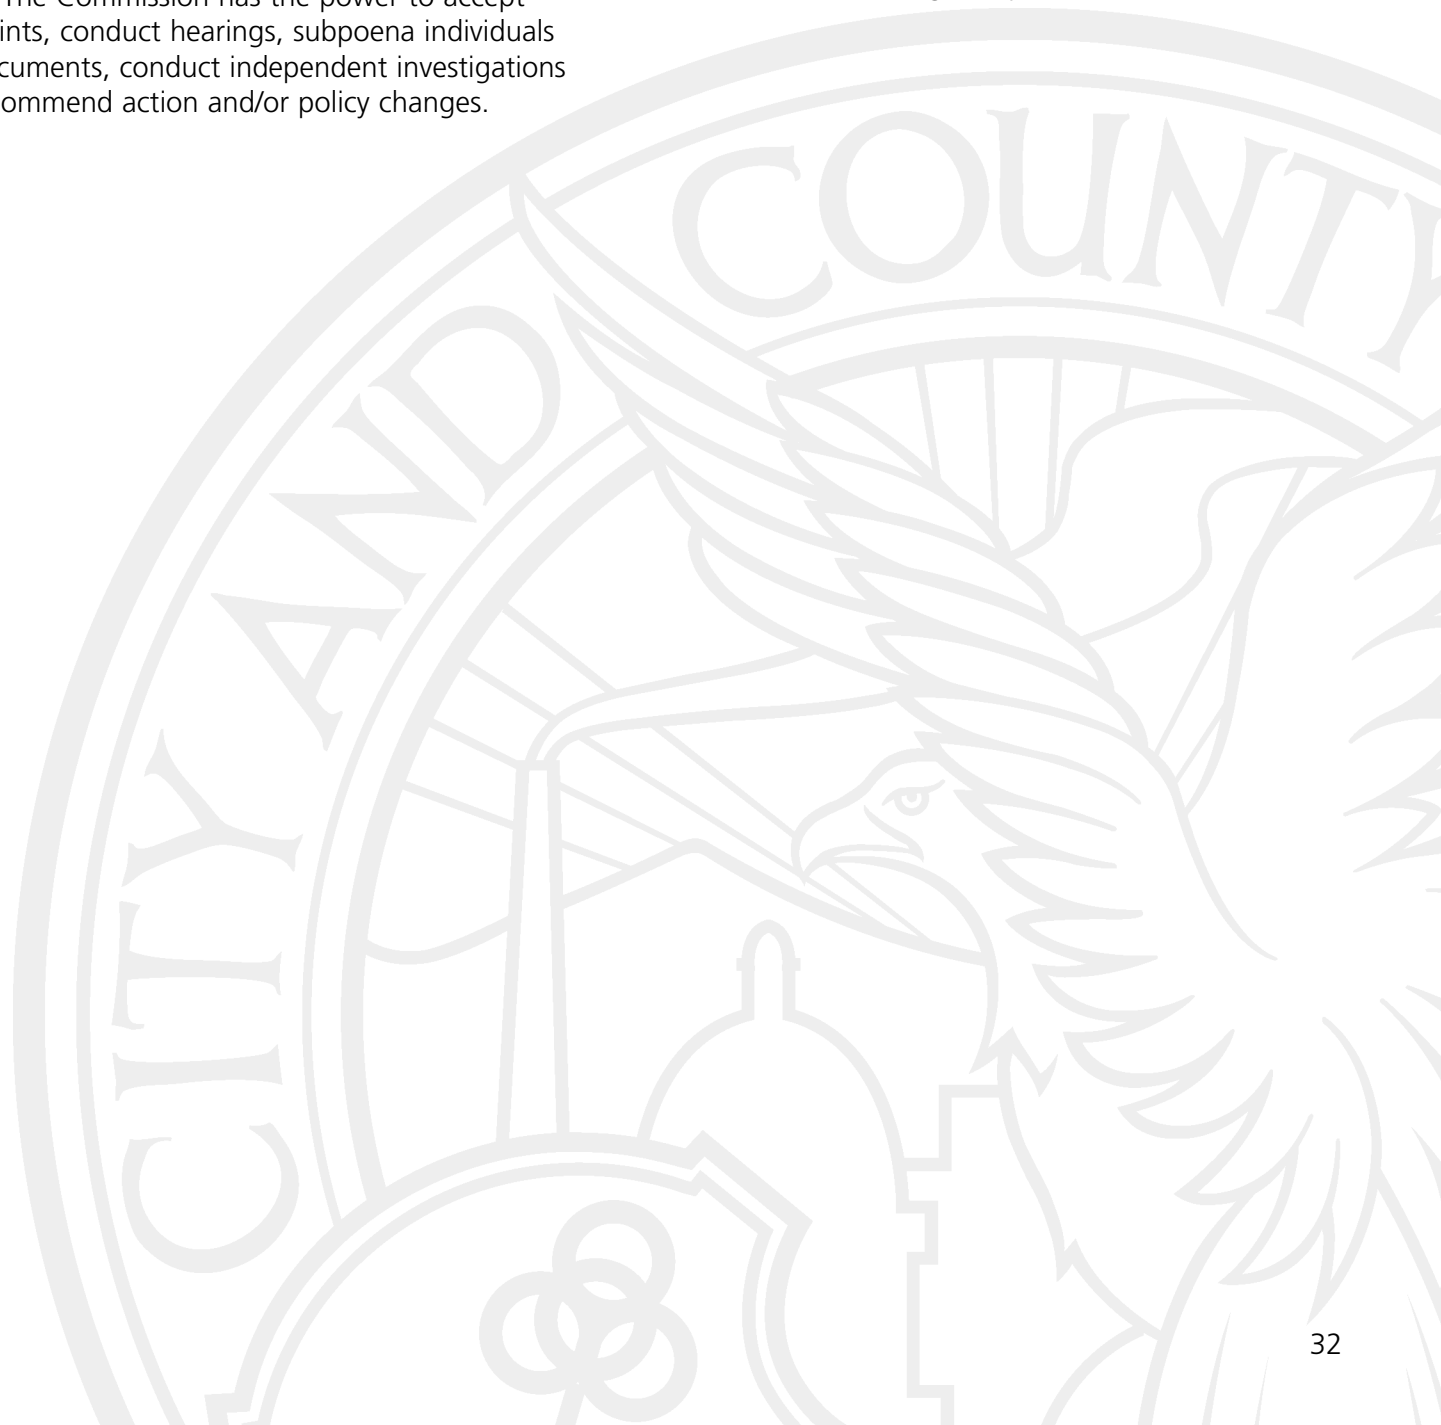 The Commission has the power to accept
ints, conduct hearings, subpoena individuals
cuments, conduct independent investigations
ommend action and/or policy changes.
COUNTY
CITY AND
32